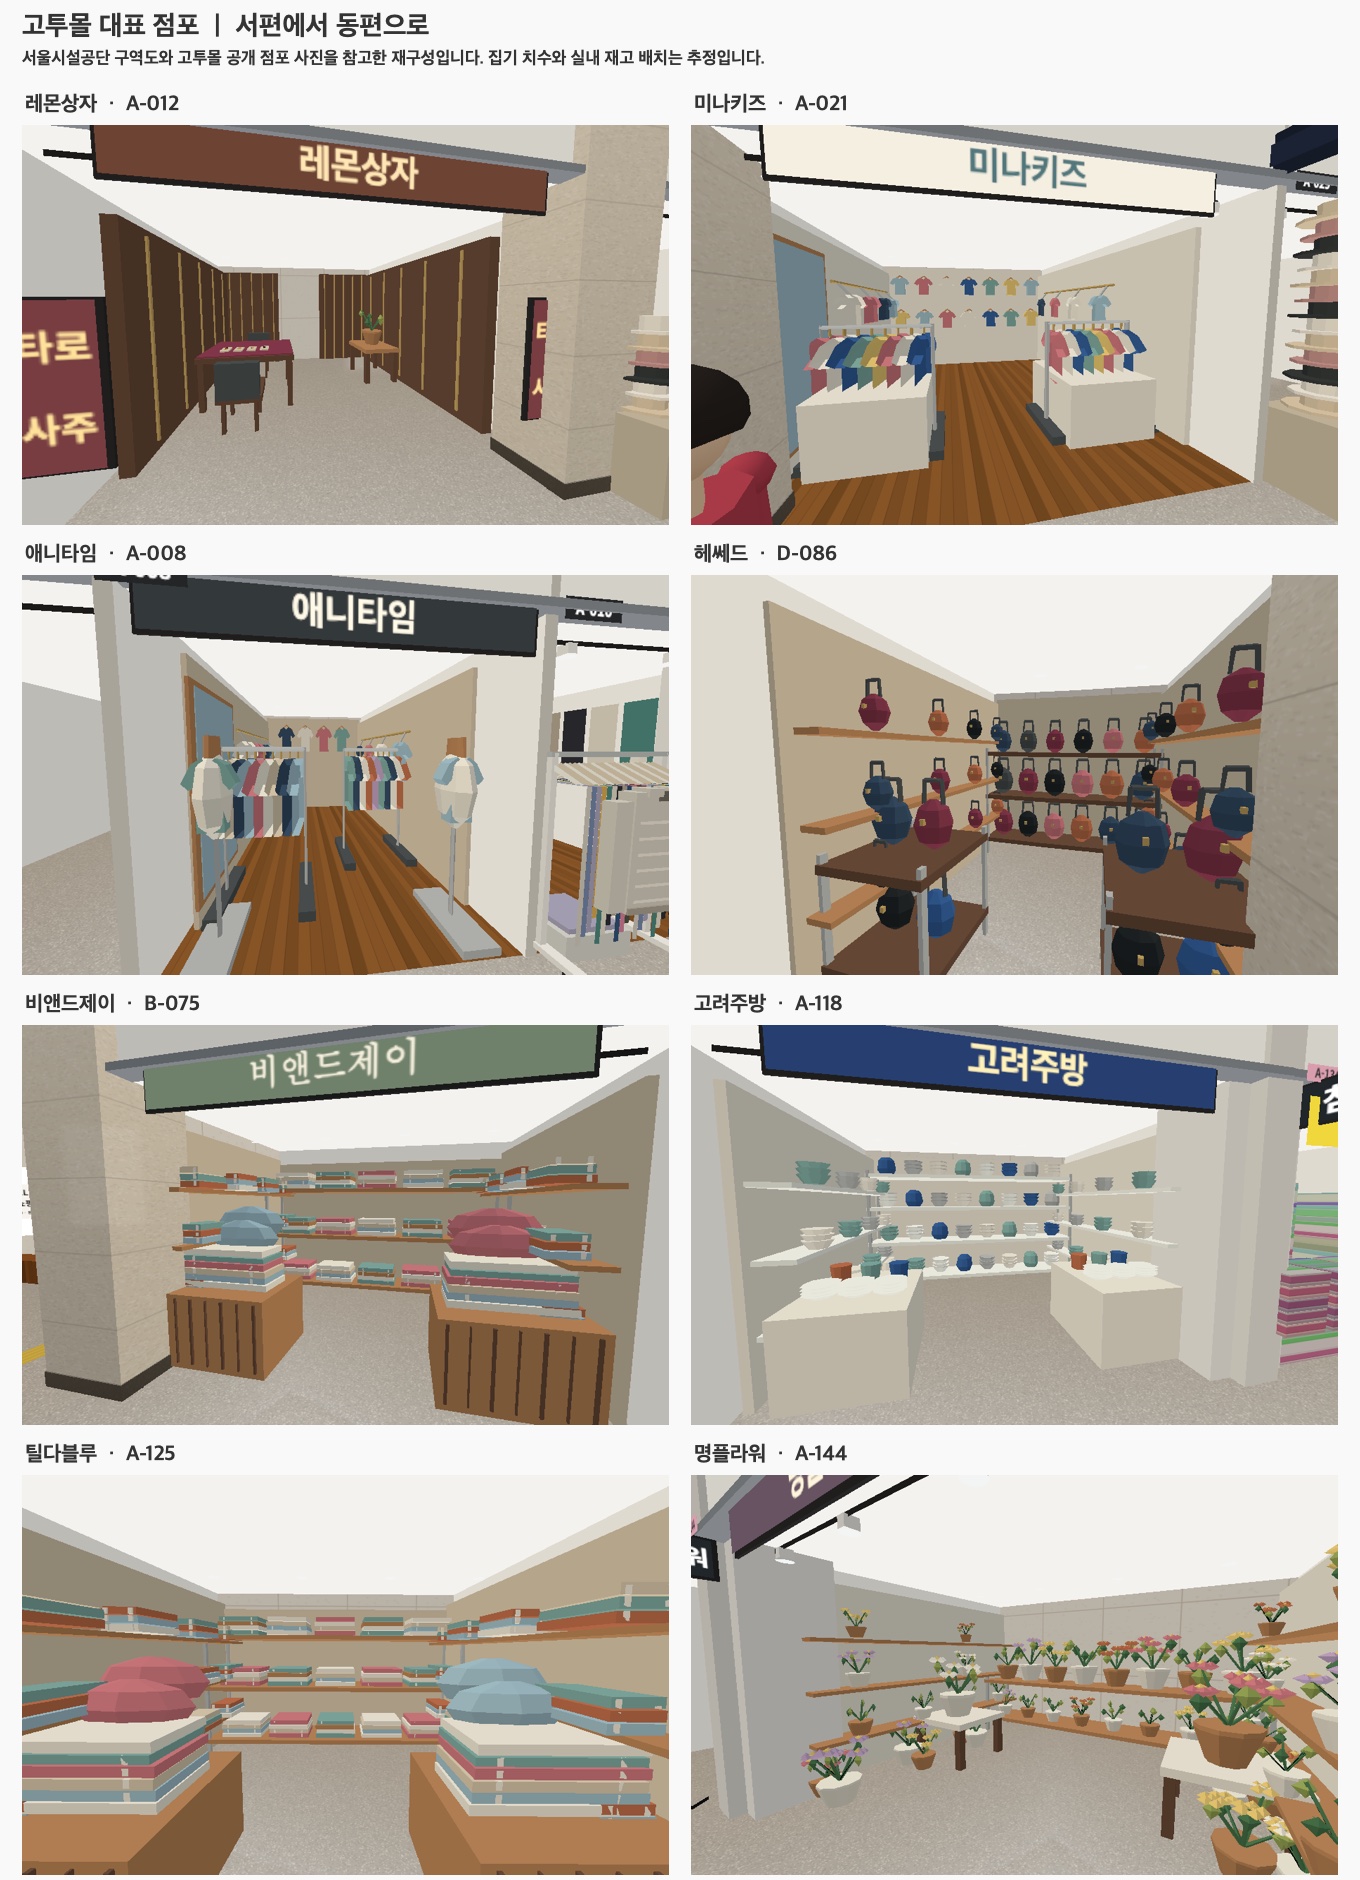 고투몰 대표 점포 | 서편에서 동편으로
서울시설공단 구역도와 고투몰 공개 점포 사진을 참고한 재구성입니다. 집기 치수와 실내 재고 배치는 추정입니다.
레몬상자 · A-012
미나키즈 · A-021
레몬상자
타로
사주
미나키즈
애니타임 · A-008
헤쎄드 · D-086
애니타임
비앤드제이 · B-075
고려주방 · A-118
비앤드제이
고려주방
틸다블루 · A-125
명플라워 · A-144